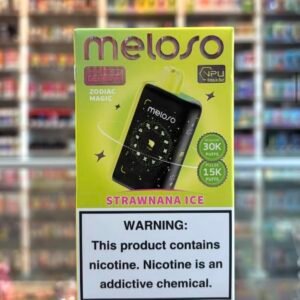 meloso
VPU
ZODIAC
MAGIC
meloso
30K
PUFFS
15K
PUFFS
STRAWNANA ICE
WARNING:
This product contains
nicotine. Nicotine is an
addictive chemical.